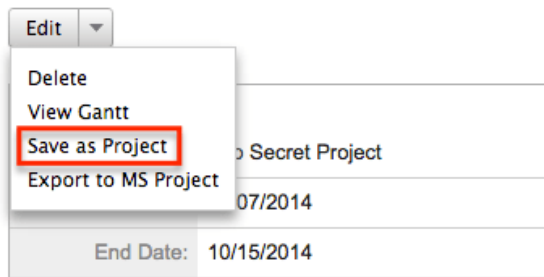 Edit
Delete
View Gantt
Save as Project
Secret Project
Export to MS Project
07/2014
End Date: 10/15/2014